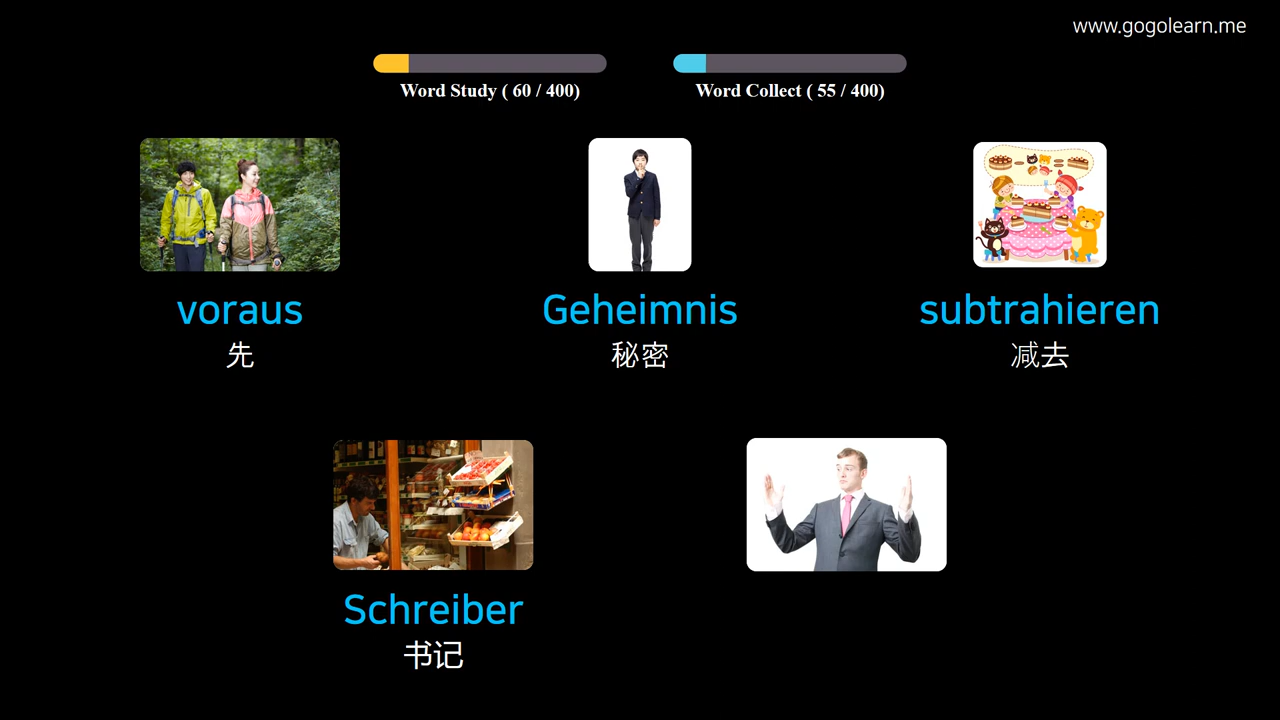 www.gogolearn.me
Word Study ( 60 / 400)
Word Collect ( 55 / 400)
voraus
先
Geheimnis
秘密
subtrahieren
减去
Schreiber
书记